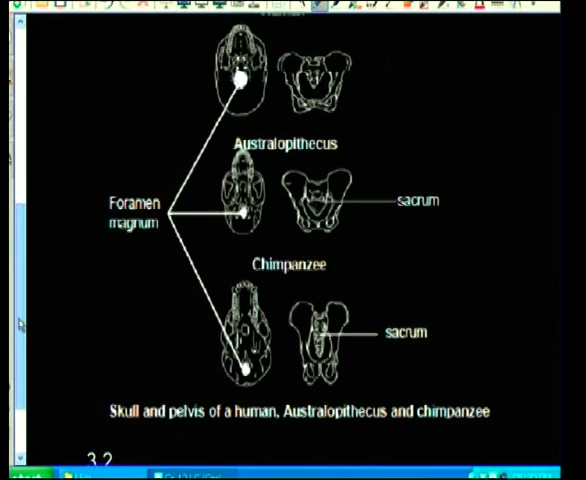 Australopithecus
Foramen
magnum
sacrum
Chimpanzee
sacrum
Skull and pelvis of a human, Australopithecus and chimpanzee
3.2